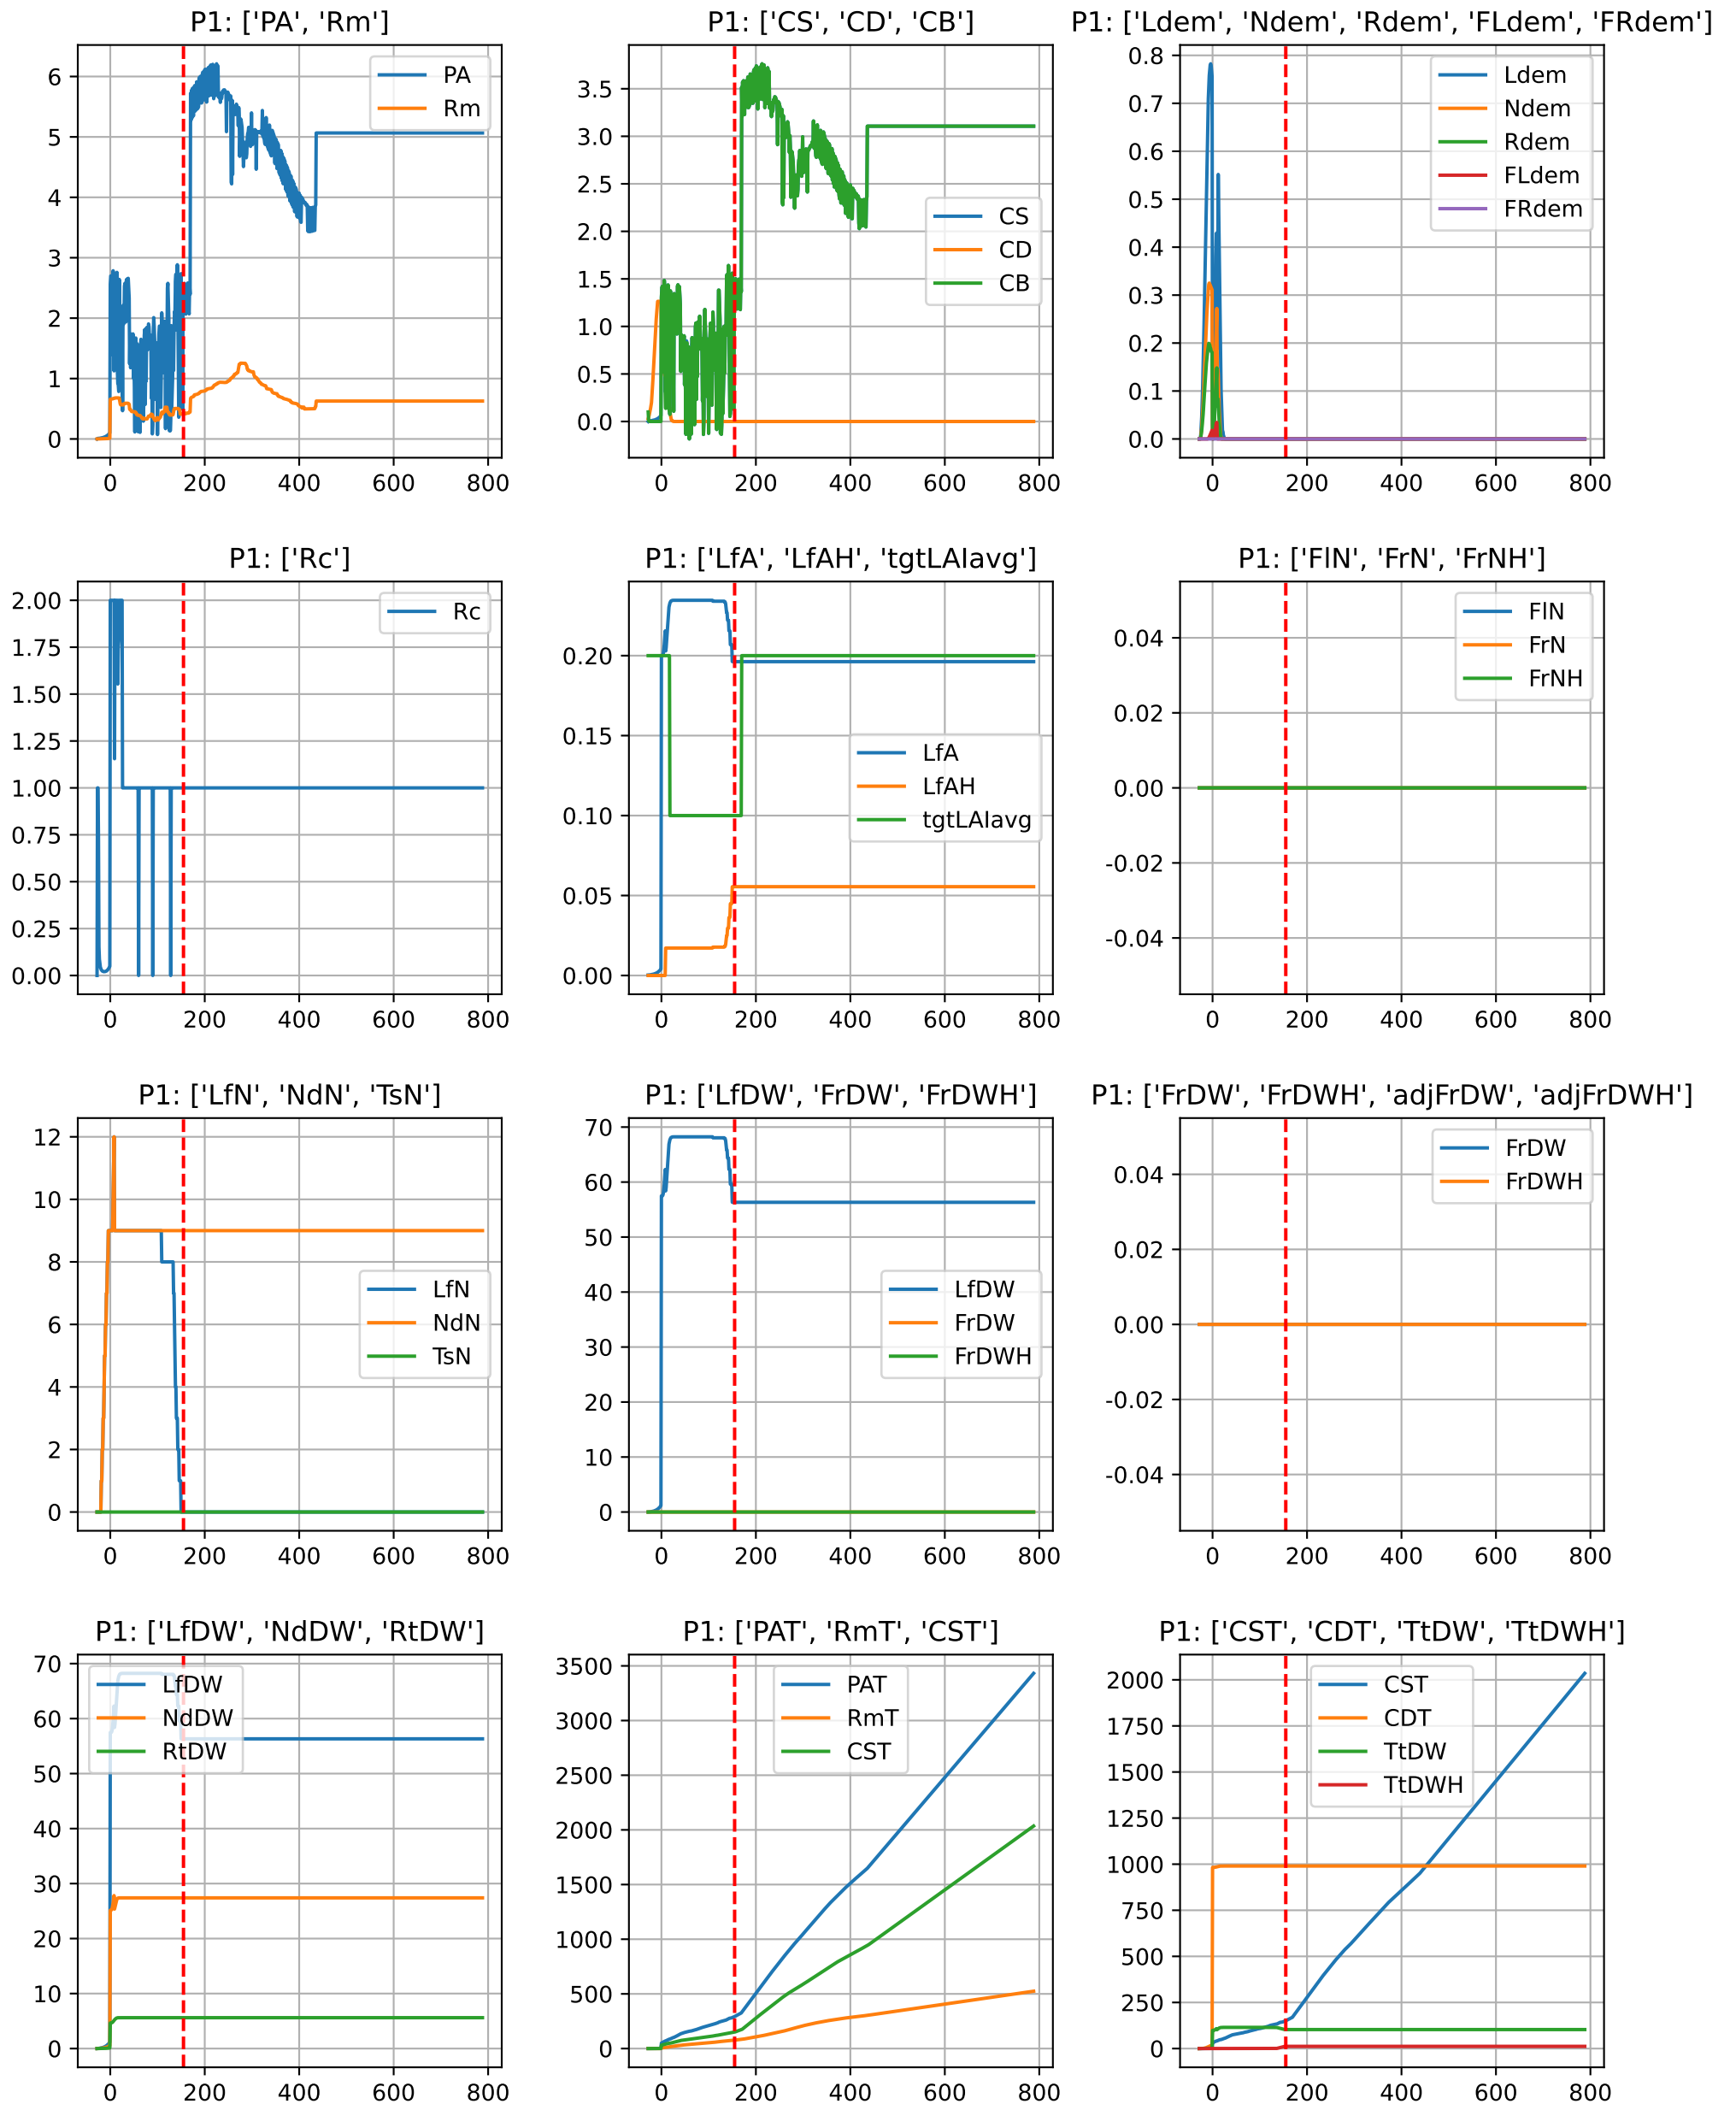 P1: ['PA', 'Rm']
PA
Rm
6
5
4
3
2
1
0
0 200 400 600 800
P1: ['CS', 'CD', 'CB']
CS
CD
CB
3.5
3.0
2.5
2.0
1.5
1.0
0.5
0.0
0 200 400 600 800
P1: ['Ldem', 'Ndem', 'Rdem', 'FLdem', 'FRdem']
Ldem
Ndem
Rdem
FLdem
FRdem
0.8
0.7
0.6
0.5
0.4
0.3
0.2
0.1
0.0
0 200 400 600 800
P1: ['Rc']
Rc
2.00
1.75
1.50
1.25
1.00
0.75
0.50
0.25
0.00
0 200 400 600 800
P1: ['LfA', 'LfAH', 'tgtLAIavg']
LfA
LfAH
tgtLAIavg
0.20
0.15
0.10
0.05
0.00
0 200 400 600 800
P1: ['FlN', 'FrN', 'FrNH']
FlN
FrN
FrNH
0.04
0.02
0.00
-0.02
-0.04
0 200 400 600 800
P1: ['LfN', 'NdN', 'TsN']
LfN
NdN
TsN
12
10
8
6
4
2
0
0 200 400 600 800
P1: ['LfDW', 'FrDW', 'FrDWH']
LfDW
FrDW
FrDWH
70
60
50
40
30
20
10
0
0 200 400 600 800
P1: ['FrDW', 'FrDWH', 'adjFrDW', 'adjFrDWH']
FrDW
FrDWH
0.04
0.02
0.00
-0.02
-0.04
0 200 400 600 800
P1: ['LfDW', 'NdDW', 'RtDW']
LfDW
NdDW
RtDW
70
60
50
40
30
20
10
0
0 200 400 600 800
P1: ['PAT', 'RmT', 'CST']
PAT
RmT
CST
3500
3000
2500
2000
1500
1000
500
0
0 200 400 600 800
P1: ['CST', 'CDT', 'TtDW', 'TtDWH']
CST
CDT
TtDW
TtDWH
2000
1750
1500
1250
1000
750
500
250
0
0 200 400 600 800